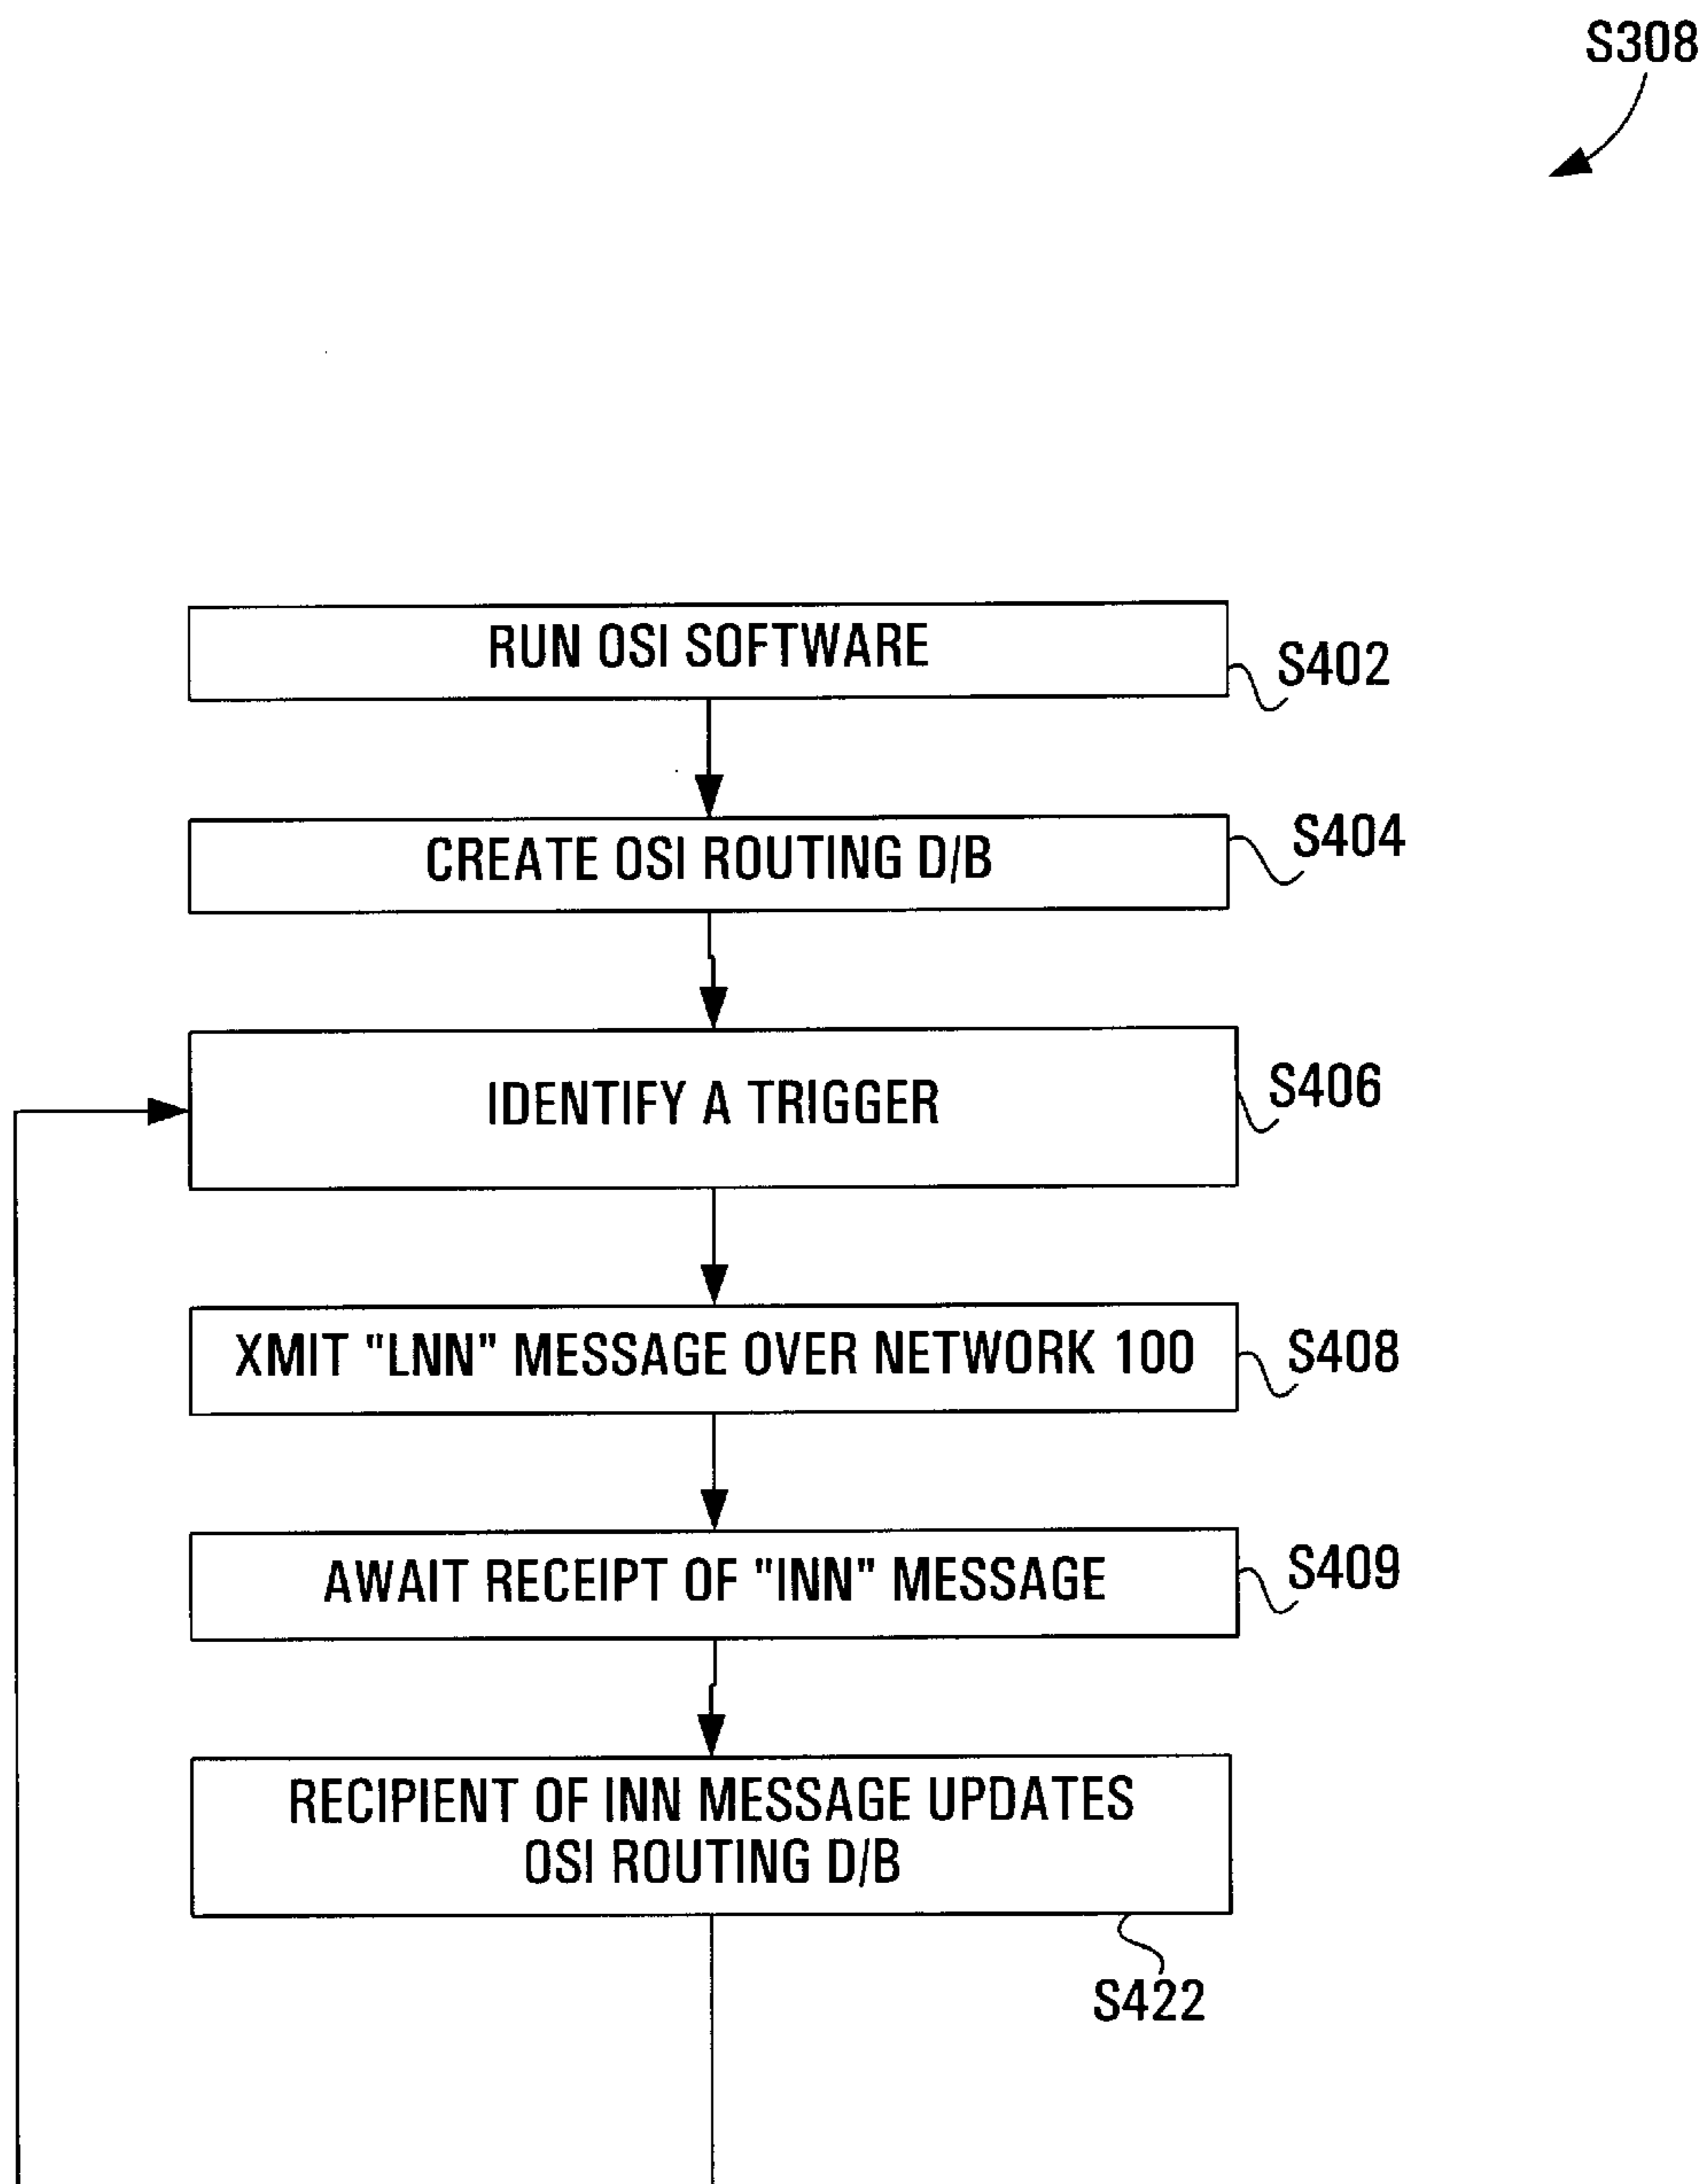 S308
RUN OSI SOFTWARE
S402
CREATE OSI ROUTING D/B
S404
IDENTIFY A TRIGGER
S406
XMIT "LNN" MESSAGE OVER NETWORK 100
S408
AWAIT RECEIPT OF "INN" MESSAGE
S409
RECIPIENT OF INN MESSAGE UPDATES
OSI ROUTING D/B
S422